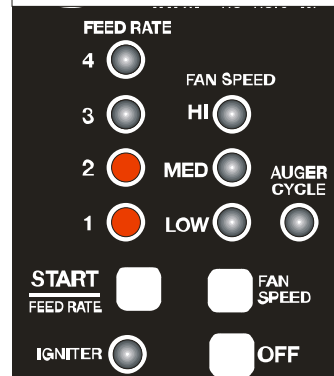 FEED RATE
4
FAN SPEED
3 HI
2 MED AUGER
CYCLE
1 LOW
START FAN
FEED RATE SPEED
IGNITER OFF